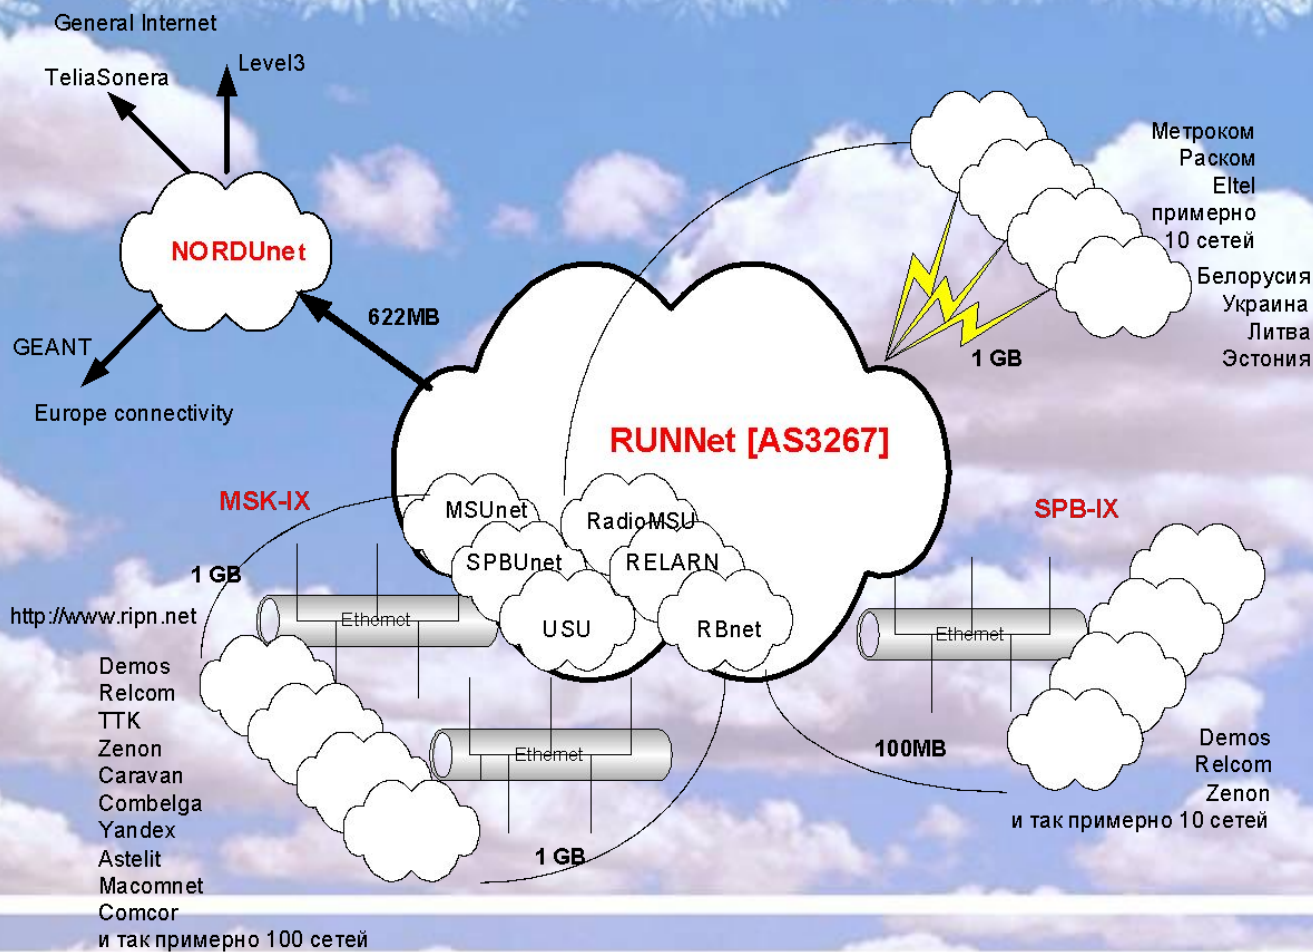 General Internet
TeliaSonera
Level3
NORDUnet
622MB
GEANT
Europe connectivity
Метроком
Раском
Eltel
примерно
10 сетей
Белорусия
Украина
Литва
Эстония
1 GB
RUNNet [AS3267]
MSUnet
RadioMSU
SPBUnet
RELARN
USU
RBnet
MSK-IX
1 GB
http://www.ripn.net
Ethernet
Demos
Relcom
ТТК
Zenon
Caravan
Combelga
Yandex
Astelit
Macomnet
Comcor
и так примерно 100 сетей
Ethernet
1 GB
SPB-IX
Ethernet
100MB
Demos
Relcom
Zenon
и так примерно 10 сетей